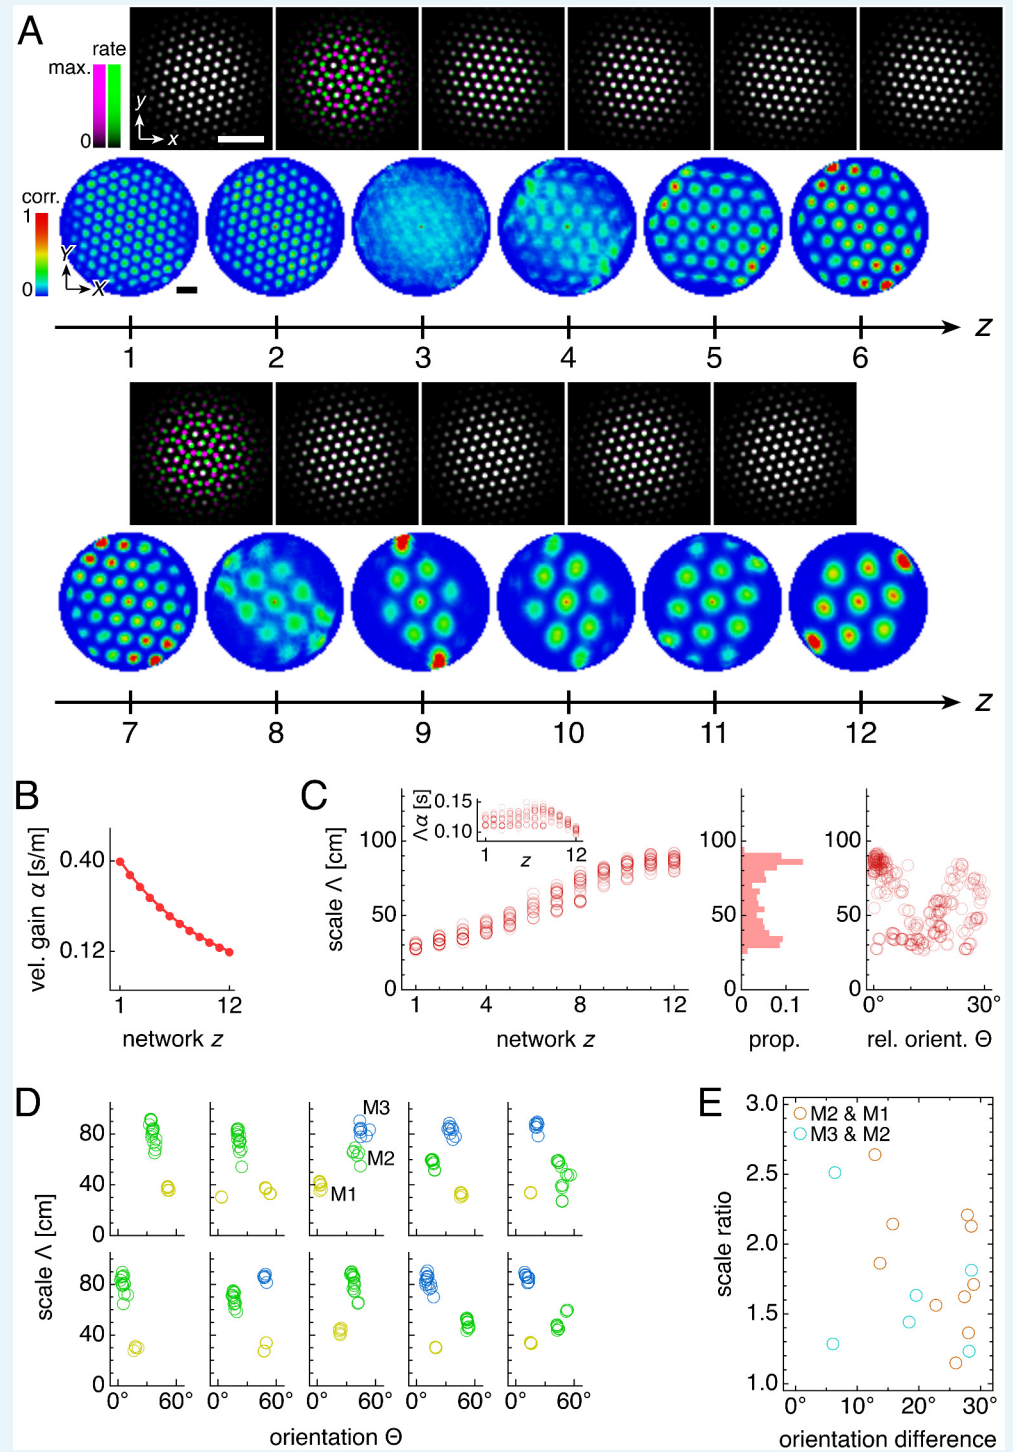 A
rate
max.
0
y
x
corr.
1
0
Y
X
1 2 3 4 5 6 z
7 8 9 10 11 12 z
B
vel. gain α [s/m]
0.40
0.12
1 12
network z
C
scale Λ [cm]
100
50
0
1 4 8 12
network z
Λα [s]
0.15
0.10
1 z 12
100
50
0
0 0.1
prop.
100
50
0
0° 30°
rel. orient. Θ
D
scale Λ [cm]
80
40
0
M3
M2
M1
scale Λ [cm]
80
40
0
0 60° 0 60° 0 60° 0 60° 0 60°
orientation Θ
E
scale ratio
3.0
2.5
2.0
1.5
1.0
M2 & M1
M3 & M2
0° 10° 20° 30°
orientation difference